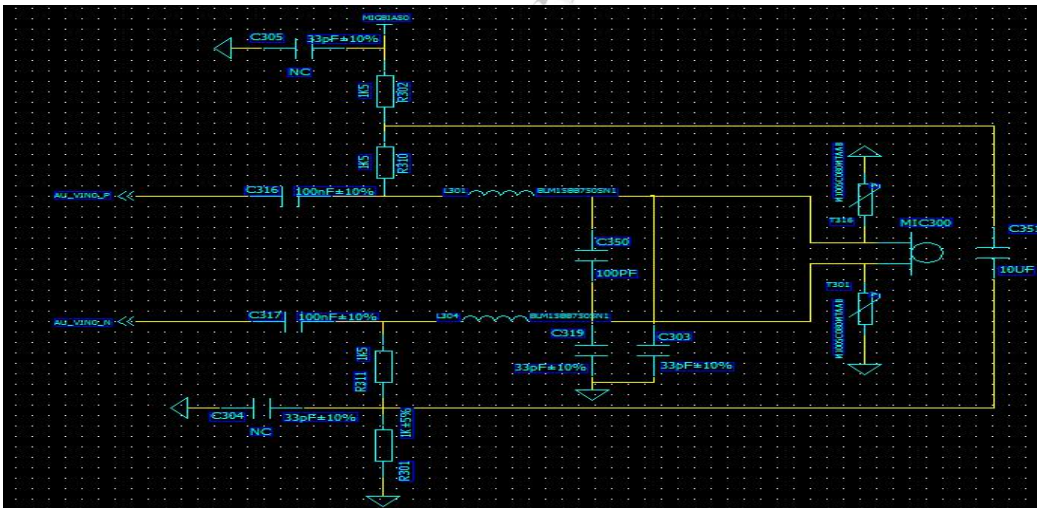 MICBIAS0
C305
33pF±10%
NC
1K5
R302
1K5
R310
AU_VIN0_P
C316
100nF±10%
L301
BLM15BB750SN1
C350
100PF
T316
MIC300
C351
10UF
T301
AU_VIN0_N
C317
100nF±10%
L304
BLM15BB750SN1
C319
33pF±10%
C303
33pF±10%
1K5
R311
C304
33pF±10%
NC
1K±5%
R301